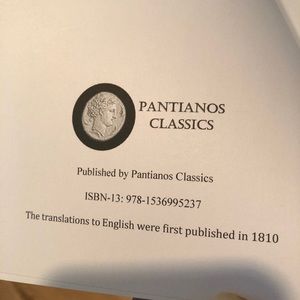 PANTIANOS
CLASSICS
Published by Pantianos Classics
ISBN-13: 978-1536995237
The translations to English were first published in 1810